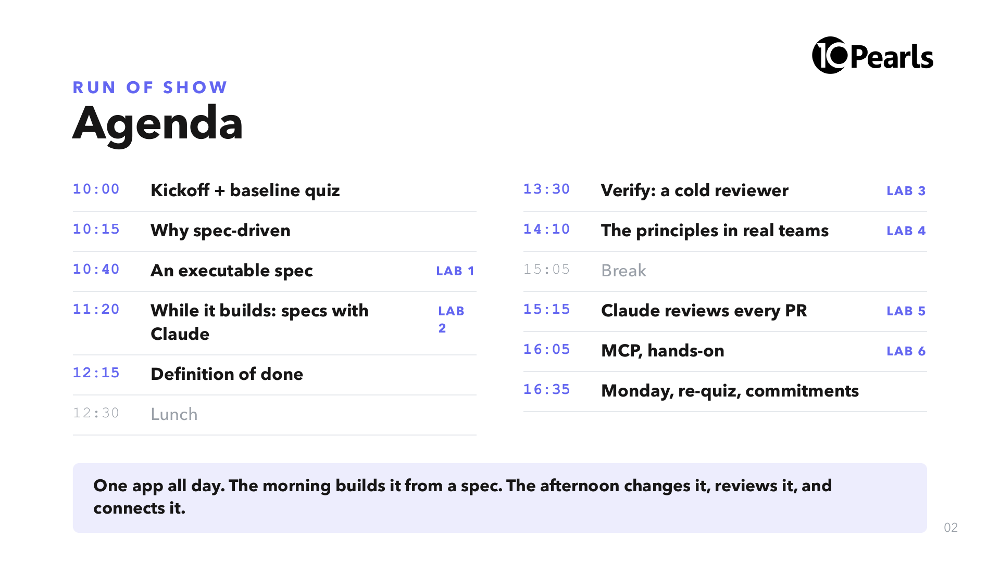 10Pearls
RUN OF SHOW
Agenda
10:00 Kickoff + baseline quiz
10:15 Why spec-driven
10:40 An executable spec LAB 1
11:20 While it builds: specs with LAB
Claude 2
12:15 Definition of done
12:30 Lunch
13:30 Verify: a cold reviewer LAB 3
14:10 The principles in real teams LAB 4
15:05 Break
15:15 Claude reviews every PR LAB 5
16:05 MCP, hands-on LAB 6
16:35 Monday, re-quiz, commitments
One app all day. The morning builds it from a spec. The afternoon changes it, reviews it, and
connects it.
02